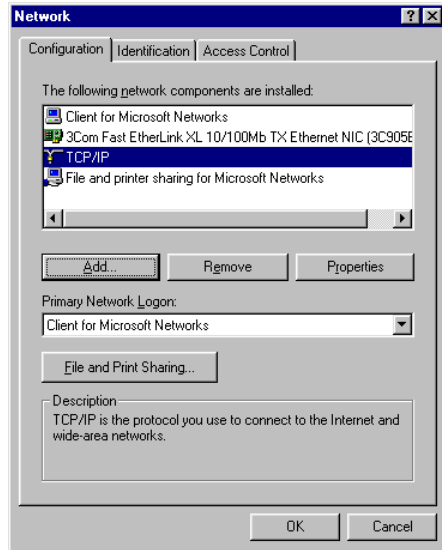 Network
Configuration Identification Access Control
The following network components are installed:
Client for Microsoft Networks
3Com Fast EtherLink XL 10/100Mb TX Ethernet NIC (3C905B
TCP/IP
File and printer sharing for Microsoft Networks
Add... Remove Properties
Primary Network Logon:
Client for Microsoft Networks
File and Print Sharing...
Description
TCP/IP is the protocol you use to connect to the Internet and
wide-area networks.
OK Cancel